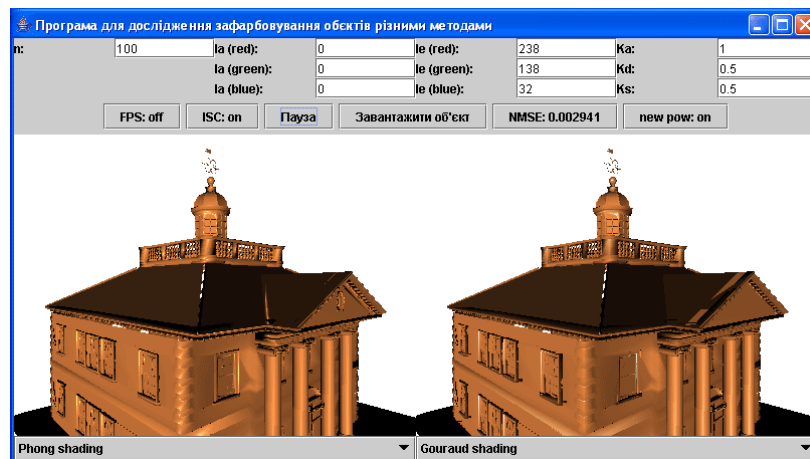 Програма для дослідження зафарбовування обєктів різними методами
n: 100 Ia (red): 0 Ie (red): 238 Ka: 1
Ia (green): 0 Ie (green): 138 Kd: 0.5
Ia (blue): 0 Ie (blue): 32 Ks: 0.5
FPS: off ISC: on Пауза Завантажити об'єкт NMSE: 0.002941 new pow: on
Phong shading Gouraud shading